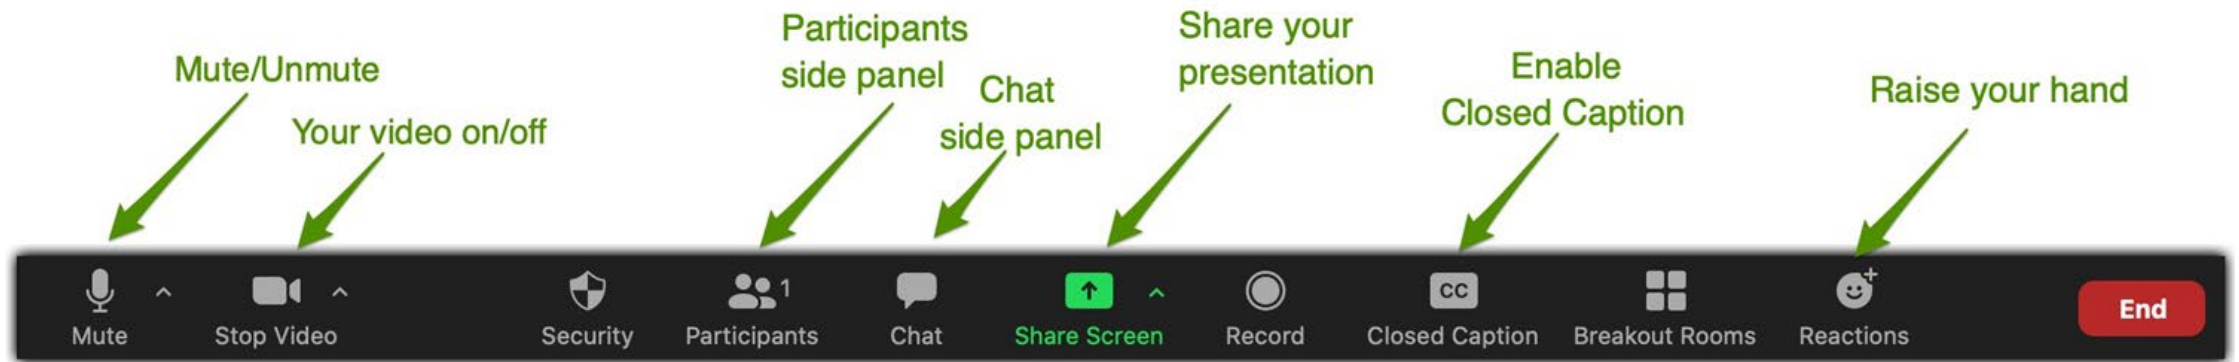 Mute/Unmute
Your video on/off
Participants
side panel
Chat
side panel
Share your
presentation
Enable
Closed Caption
Raise your hand
Mute
Stop Video
Security
1
Participants
Chat
Share Screen
Record
CC
Closed Caption
Breakout Rooms
Reactions
End